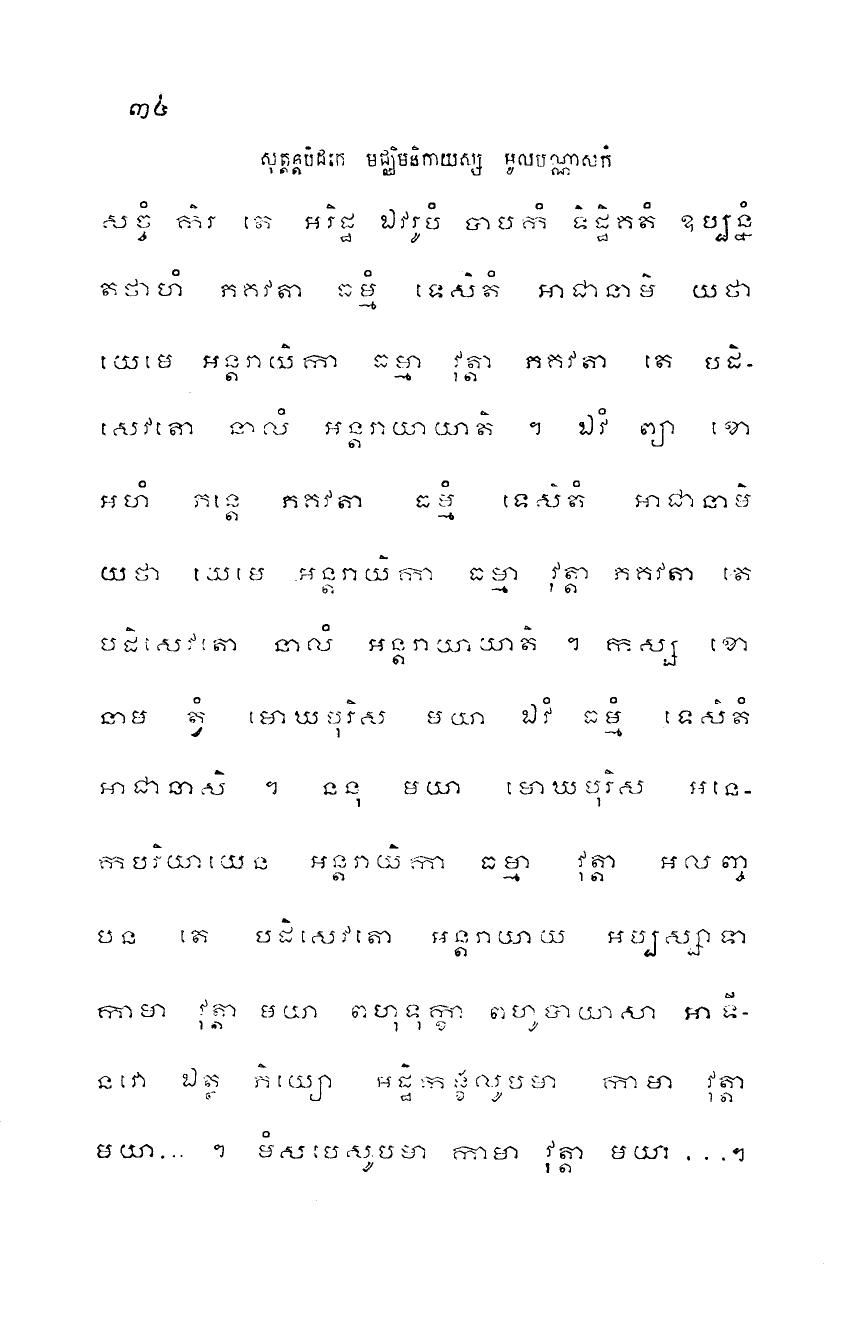 ៣៤
សុត្តន្តបិដកេ មជ្ឈិមនិកាយស្ស មូលបណ្ណាសកំ
សច្ចំ កិរ តេ អរិដ្ឋ ឯវរូបំ បាបកំ ទិដ្ឋិគតំ ឧប្បន្នំ
តថាហំ ភគវតា ធម្មំ ទេសិតំ អាជានាមិ យថា
យេមេ អន្តរាយិកា ធម្មា វុត្តា ភគវតា តេ បដិ-
សេវតោ នាលំ អន្តរាយាយាតិ ។ ឯវំ ព្យា ខោ
អហំ ភន្តេ ភគវតា ធម្មំ ទេសិតំ អាជានាមិ
យថា យេមេ អន្តរាយិកា ធម្មា វុត្តា ភគវតា តេ
បដិសេវតោ នាលំ អន្តរាយាយាតិ ។ កស្ស ខោ
នាម ត្វំ មោឃបុរិស មយា ឯវំ ធម្មំ ទេសិតំ
អាជានាសិ ។ ននុ មយា មោឃបុរិស អនេ-
កបរិយាយេន អន្តរាយិកា ធម្មា វុត្តា អលញ្ច
បន តេ បដិសេវតោ អន្តរាយាយ អប្បស្សាទា
កាមា វុត្តា មយា ពហុទុក្ខា ពហូបាយាសា អាទី-
នវោ ឯត្ថ ភិយ្យោ អដ្ឋិកង្ខលូបមា កាមា វុត្តា
មយា... ។ មំសបេសូបមា កាមា វុត្តា មយា ...។